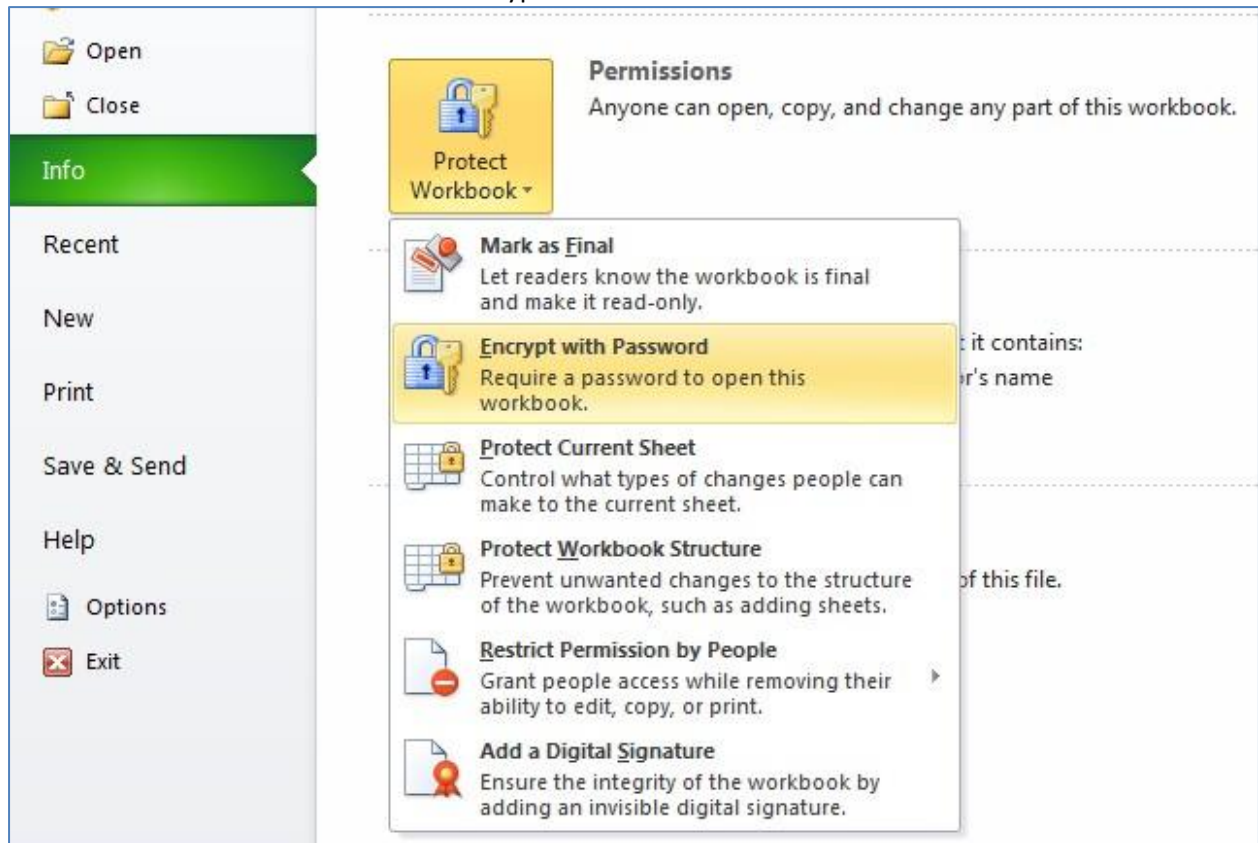 Open
Close
Info
Recent
New
Print
Save & Send
Help
Options
Exit
Permissions
Anyone can open, copy, and change any part of this workbook.
Protect
Workbook
Mark as Final
Let readers know the workbook is final
and make it read-only.
Encrypt with Password
Require a password to open this
workbook.
Protect Current Sheet
Control what types of changes people can
make to the current sheet.
Protect Workbook Structure
Prevent unwanted changes to the structure
of the workbook, such as adding sheets.
Restrict Permission by People
Grant people access while removing their
ability to edit, copy, or print.
Add a Digital Signature
Ensure the integrity of the workbook by
adding an invisible digital signature.
it contains:
r's name
of this file.